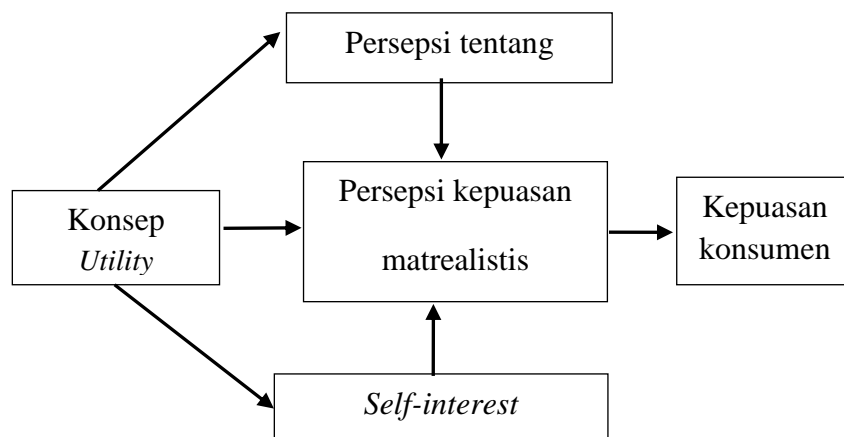 Persepsi tentang
Persepsi kepuasan
matrealistis
Konsep
Utility
Kepuasan
konsumen
Self-interest